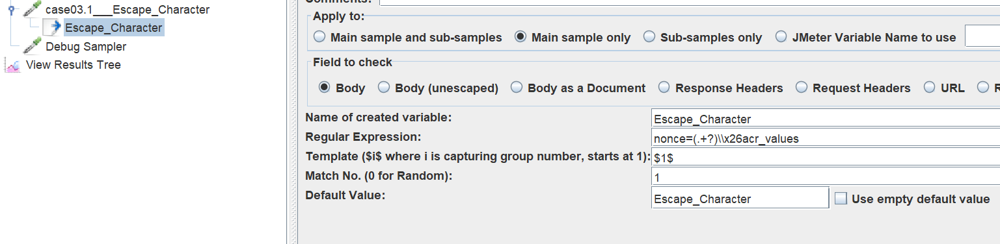 case03.1___Escape_Character
Escape_Character
Debug Sampler
View Results Tree
Comments:
Apply to:
Main sample and sub-samples Main sample only Sub-samples only JMeter Variable Name to use
Field to check
Body Body (unescaped) Body as a Document Response Headers Request Headers URL R
Name of created variable: Escape_Character
Regular Expression: nonce=(.+?)\\x26acr_values
Template ($i$ where i is capturing group number, starts at 1): $1$
Match No. (0 for Random): 1
Default Value: Escape_Character Use empty default value